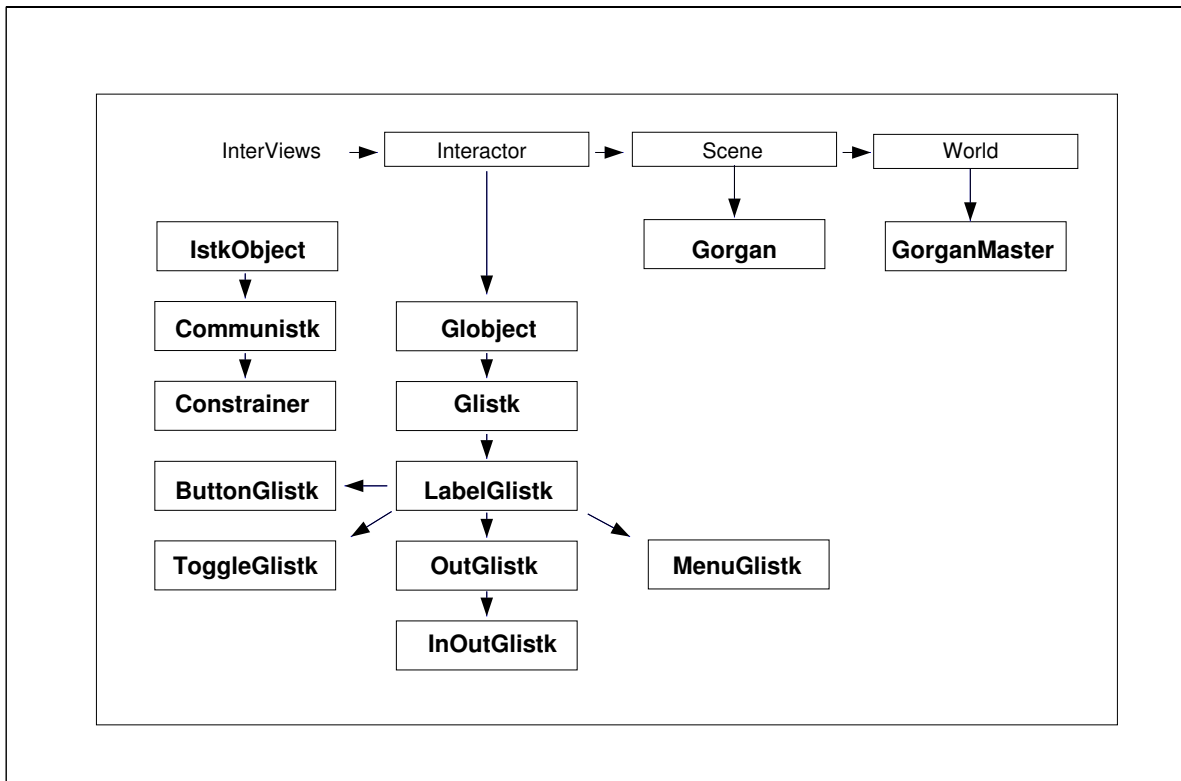 InterViews Interactor Scene World
IstkObject Gorgan GorganMaster
Communistk Globject
Constrainer Glistk
ButtonGlistk LabelGlistk
ToggleGlistk OutGlistk MenuGlistk
InOutGlistk